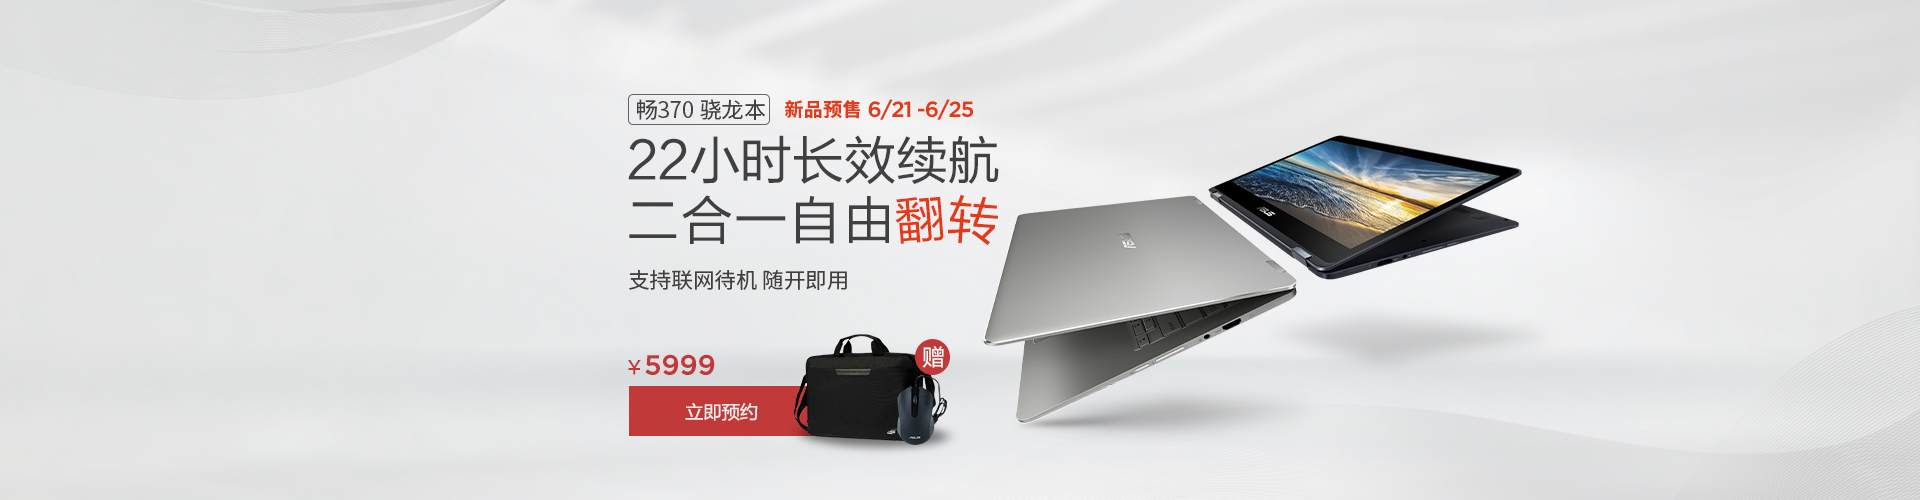 畅370 骁龙本
新品预售 6/21 -6/25
22小时长效续航
二合一自由翻转
支持联网待机 随开即用
¥ 5999
赠
立即预约
ASUS
ASUS